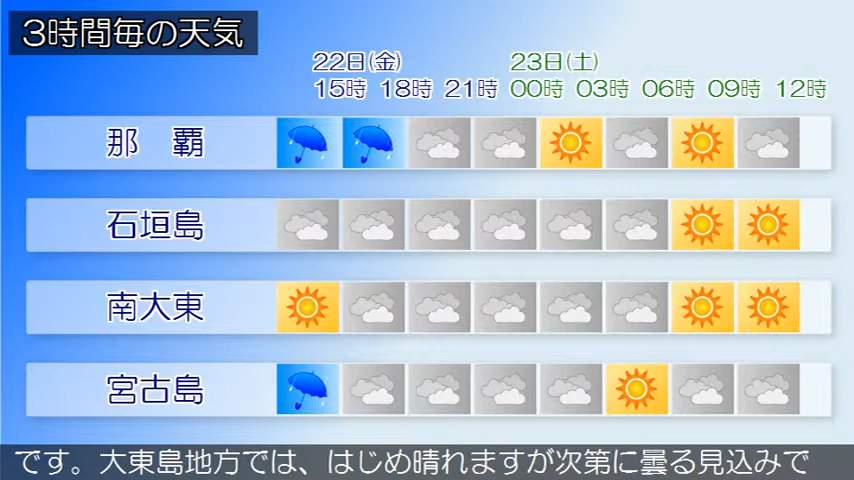 3時間毎の天気
22日(金) 23日(土)
15時 18時 21時 00時 03時 06時 09時 12時
那 覇
石垣島
南大東
宮古島
です。大東島地方では、はじめ晴れますが次第に曇る見込みで